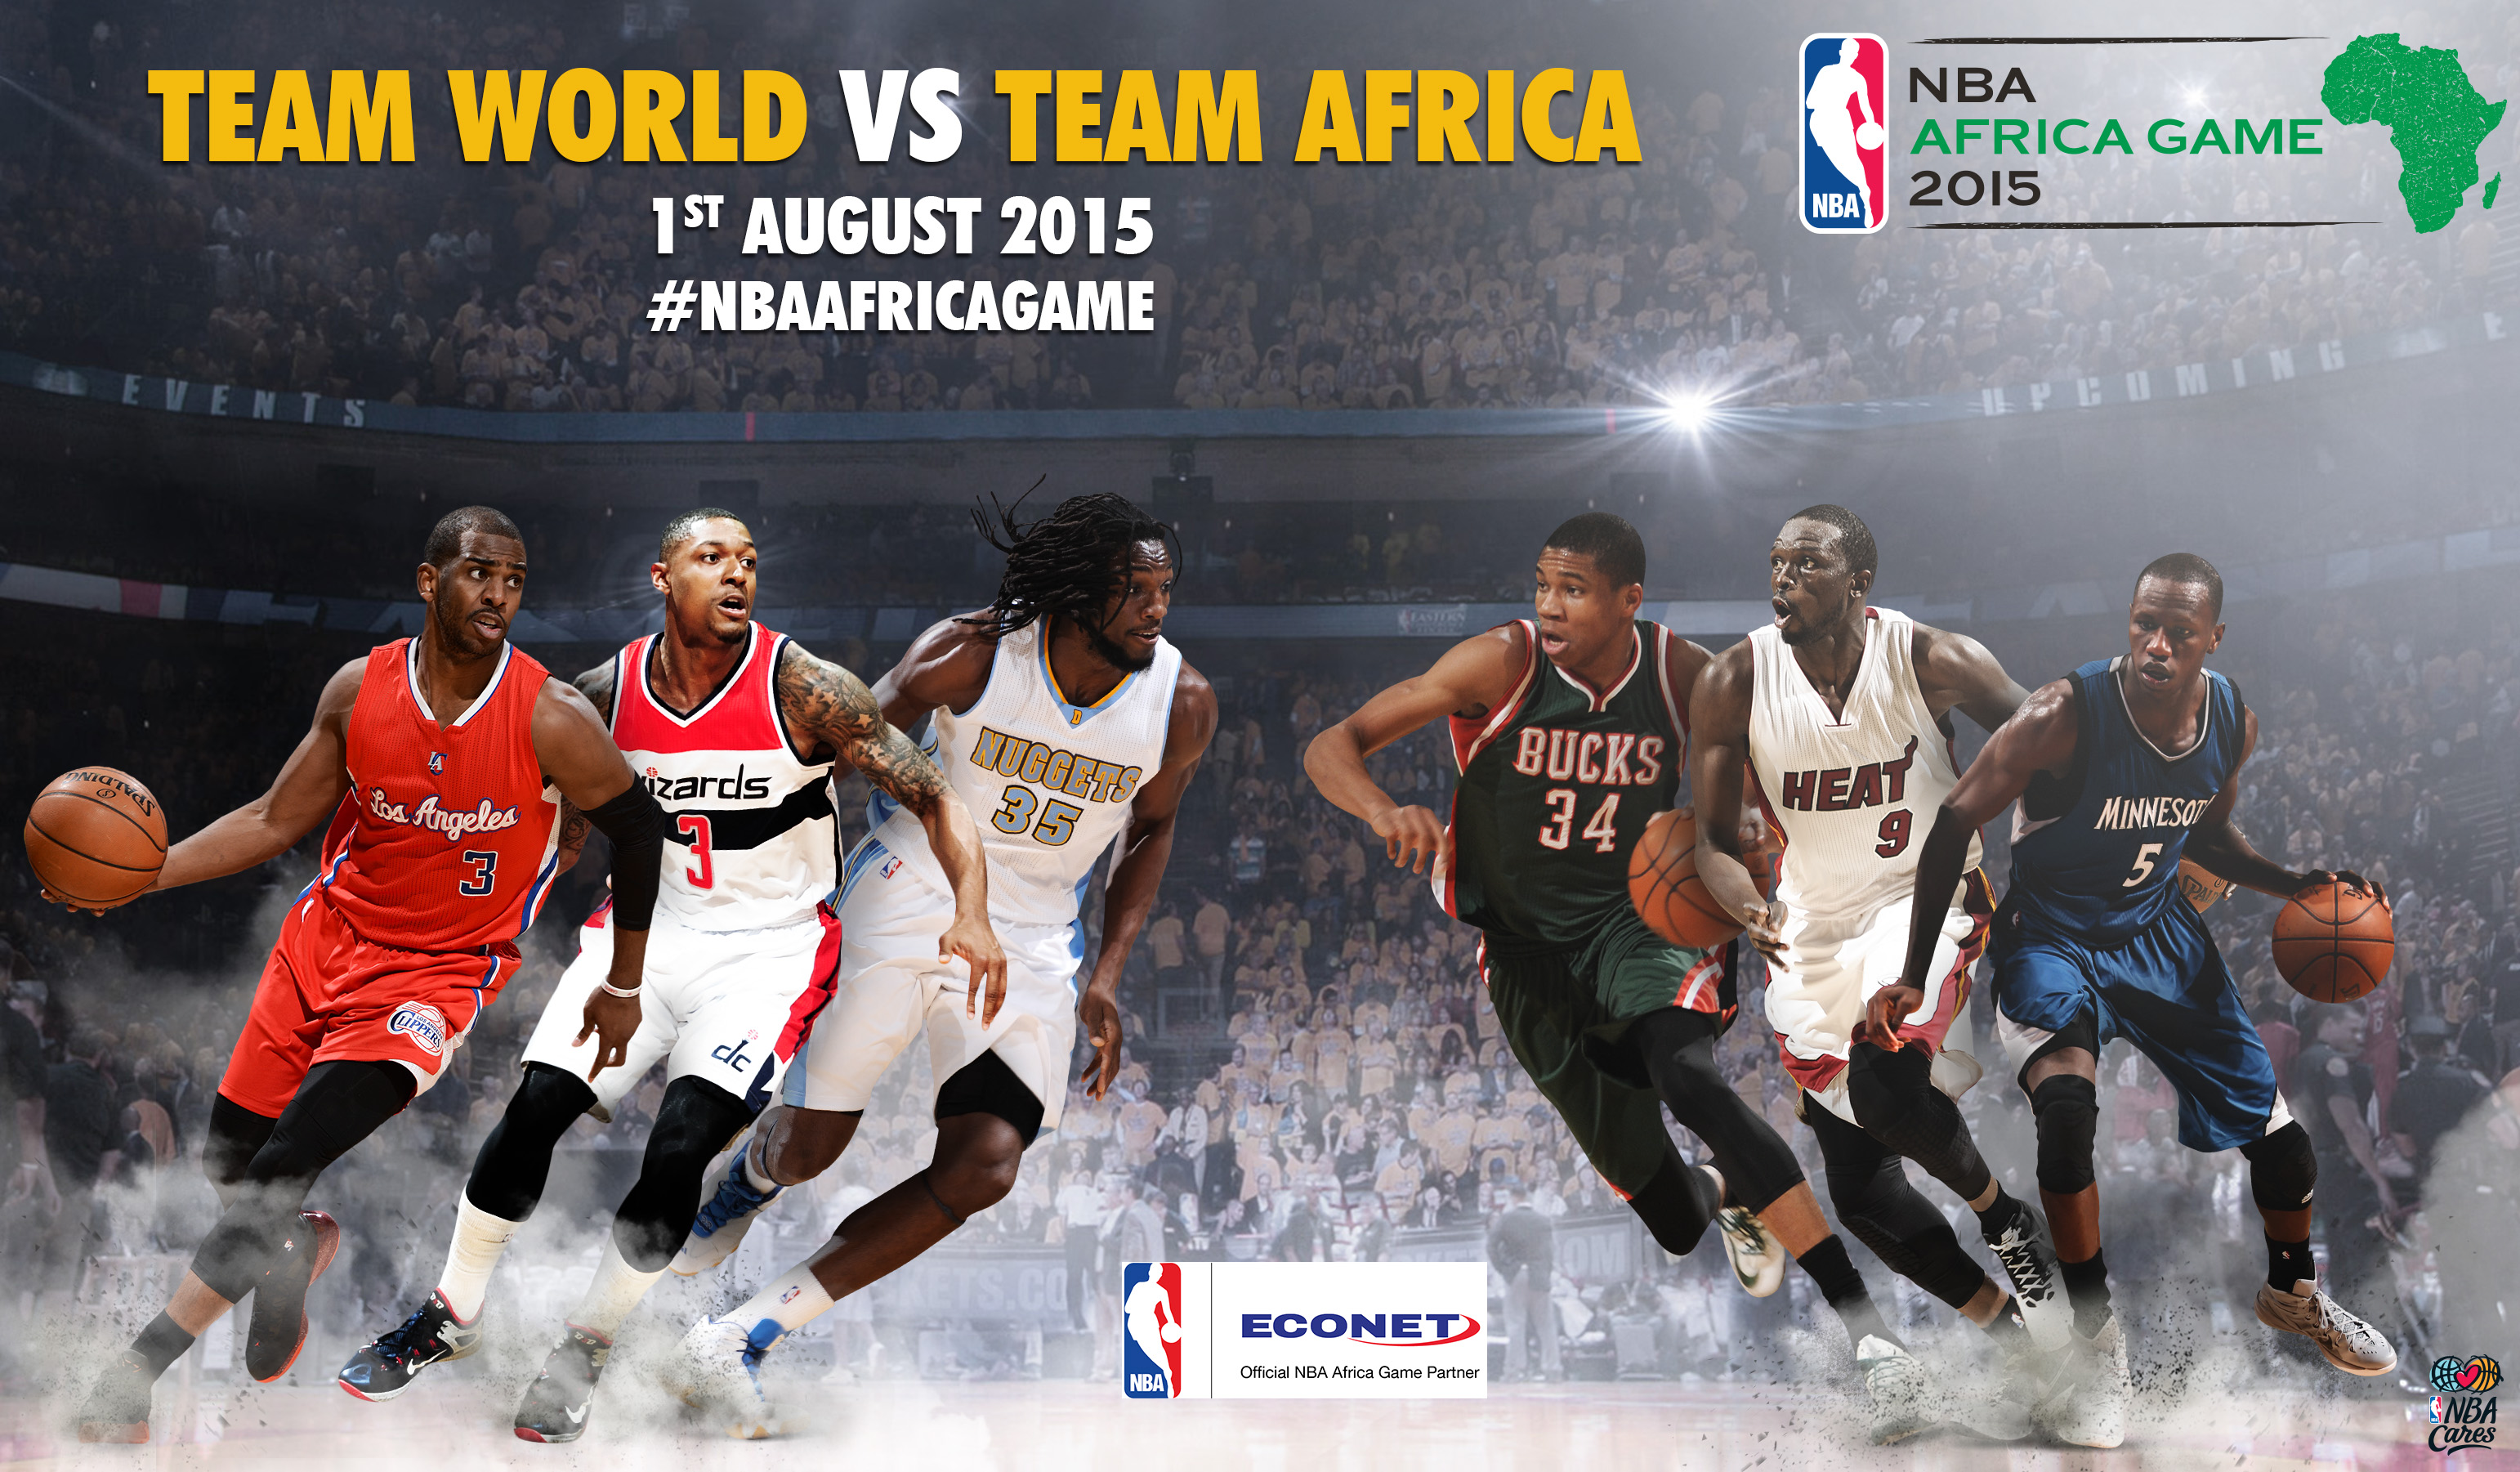 TEAM WORLD VS TEAM AFRICA
1ST AUGUST 2015
#NBAAFRICAGAME
NBA
NBA
AFRICA GAME
2015
EVENTS
UPCOMING
E
SPALDING
LA
Los Angeles
3
LOS ANGELES
CLIPPERS
izards
3
dc
D
NUGGETS
35
BUCKS
34
HEAT
9
MINNESOT
5
NBA
ECONET
Official NBA Africa Game Partner
NBA
Cares